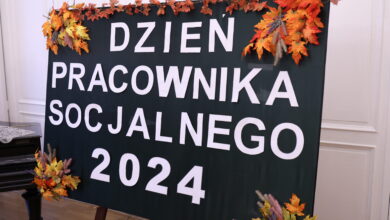 DZIEŃ
PRACOWNIKA
SOCJALNEGO
2024